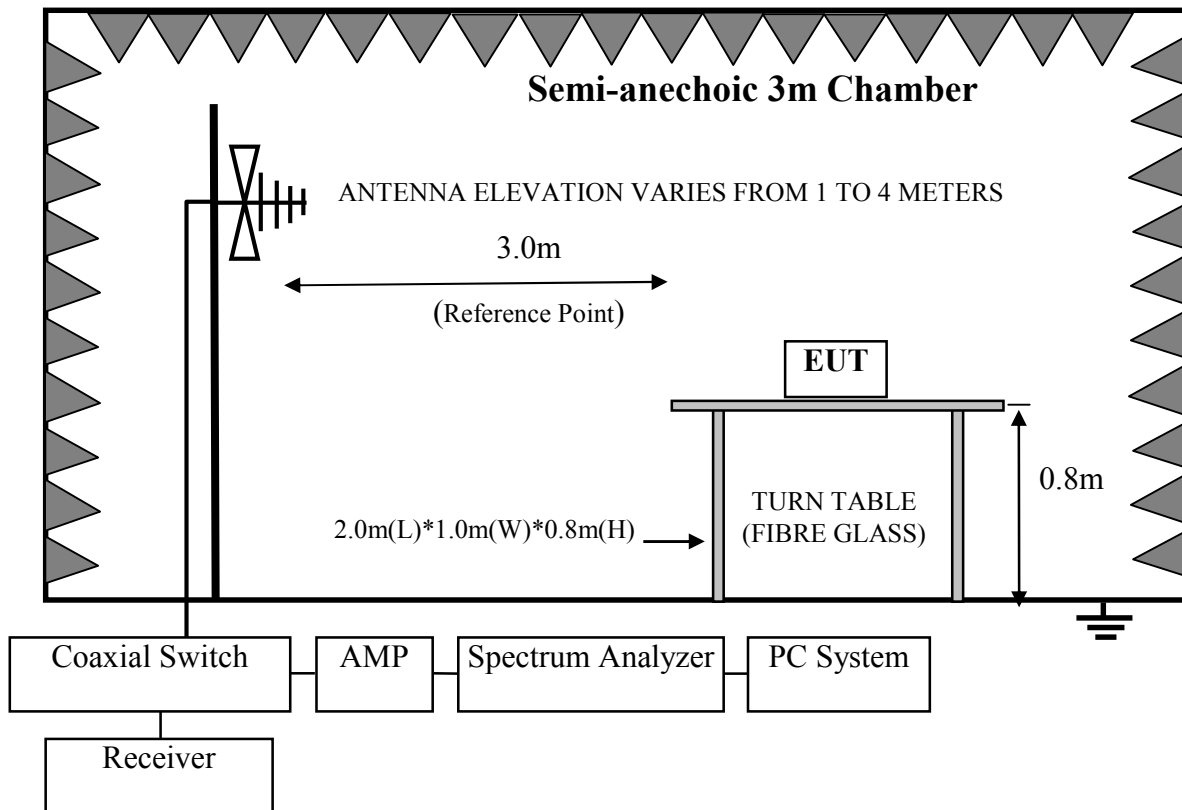 Semi-anechoic 3m Chamber
ANTENNA ELEVATION VARIES FROM 1 TO 4 METERS
3.0m
(Reference Point)
EUT
0.8m
TURN TABLE
(FIBRE GLASS)
2.0m(L)*1.0m(W)*0.8m(H)
Coaxial Switch
AMP
Spectrum Analyzer
PC System
Receiver